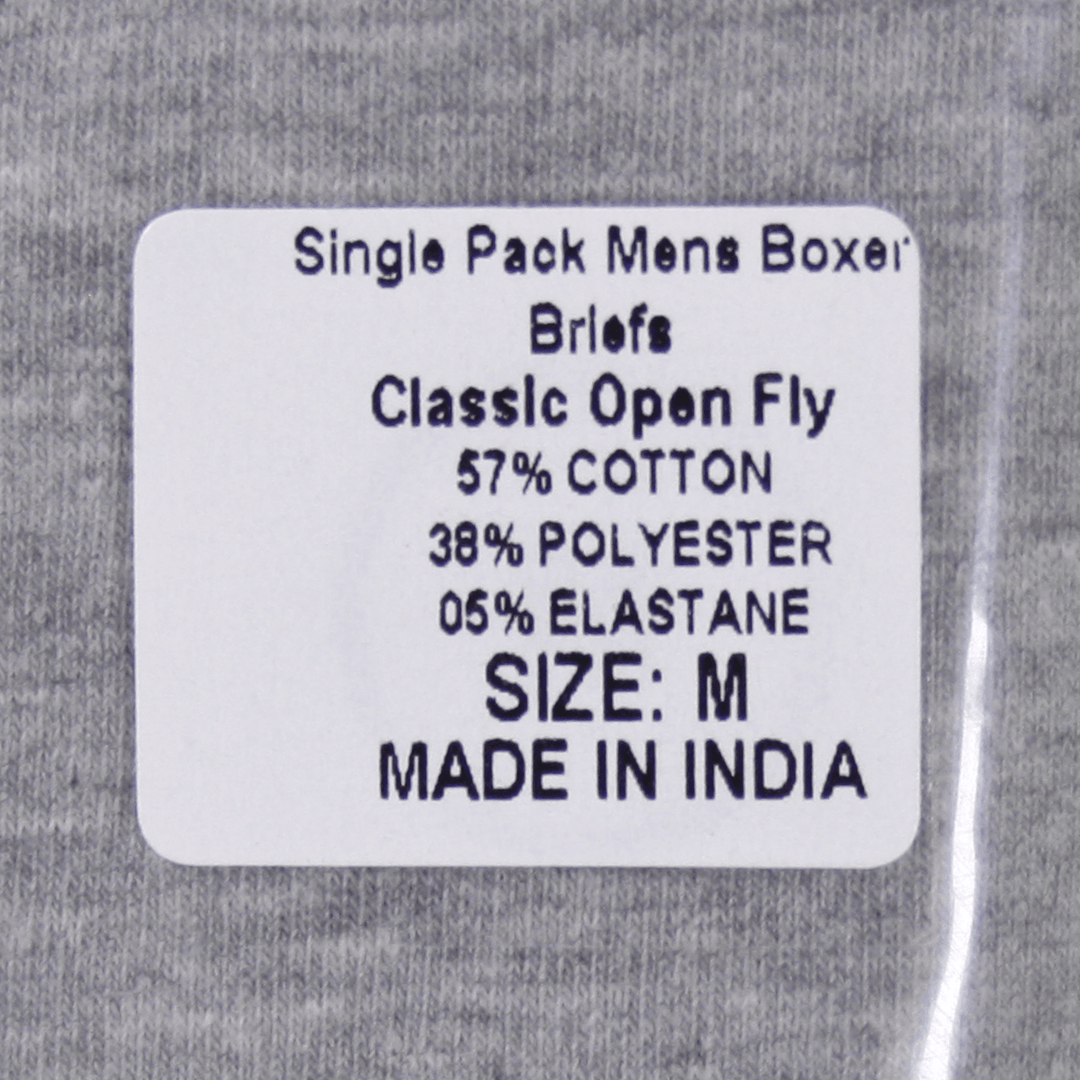 Single Pack Mens Boxer
Briefs
Classic Open Fly
57% COTTON
38% POLYESTER
05% ELASTANE
SIZE: M
MADE IN INDIA